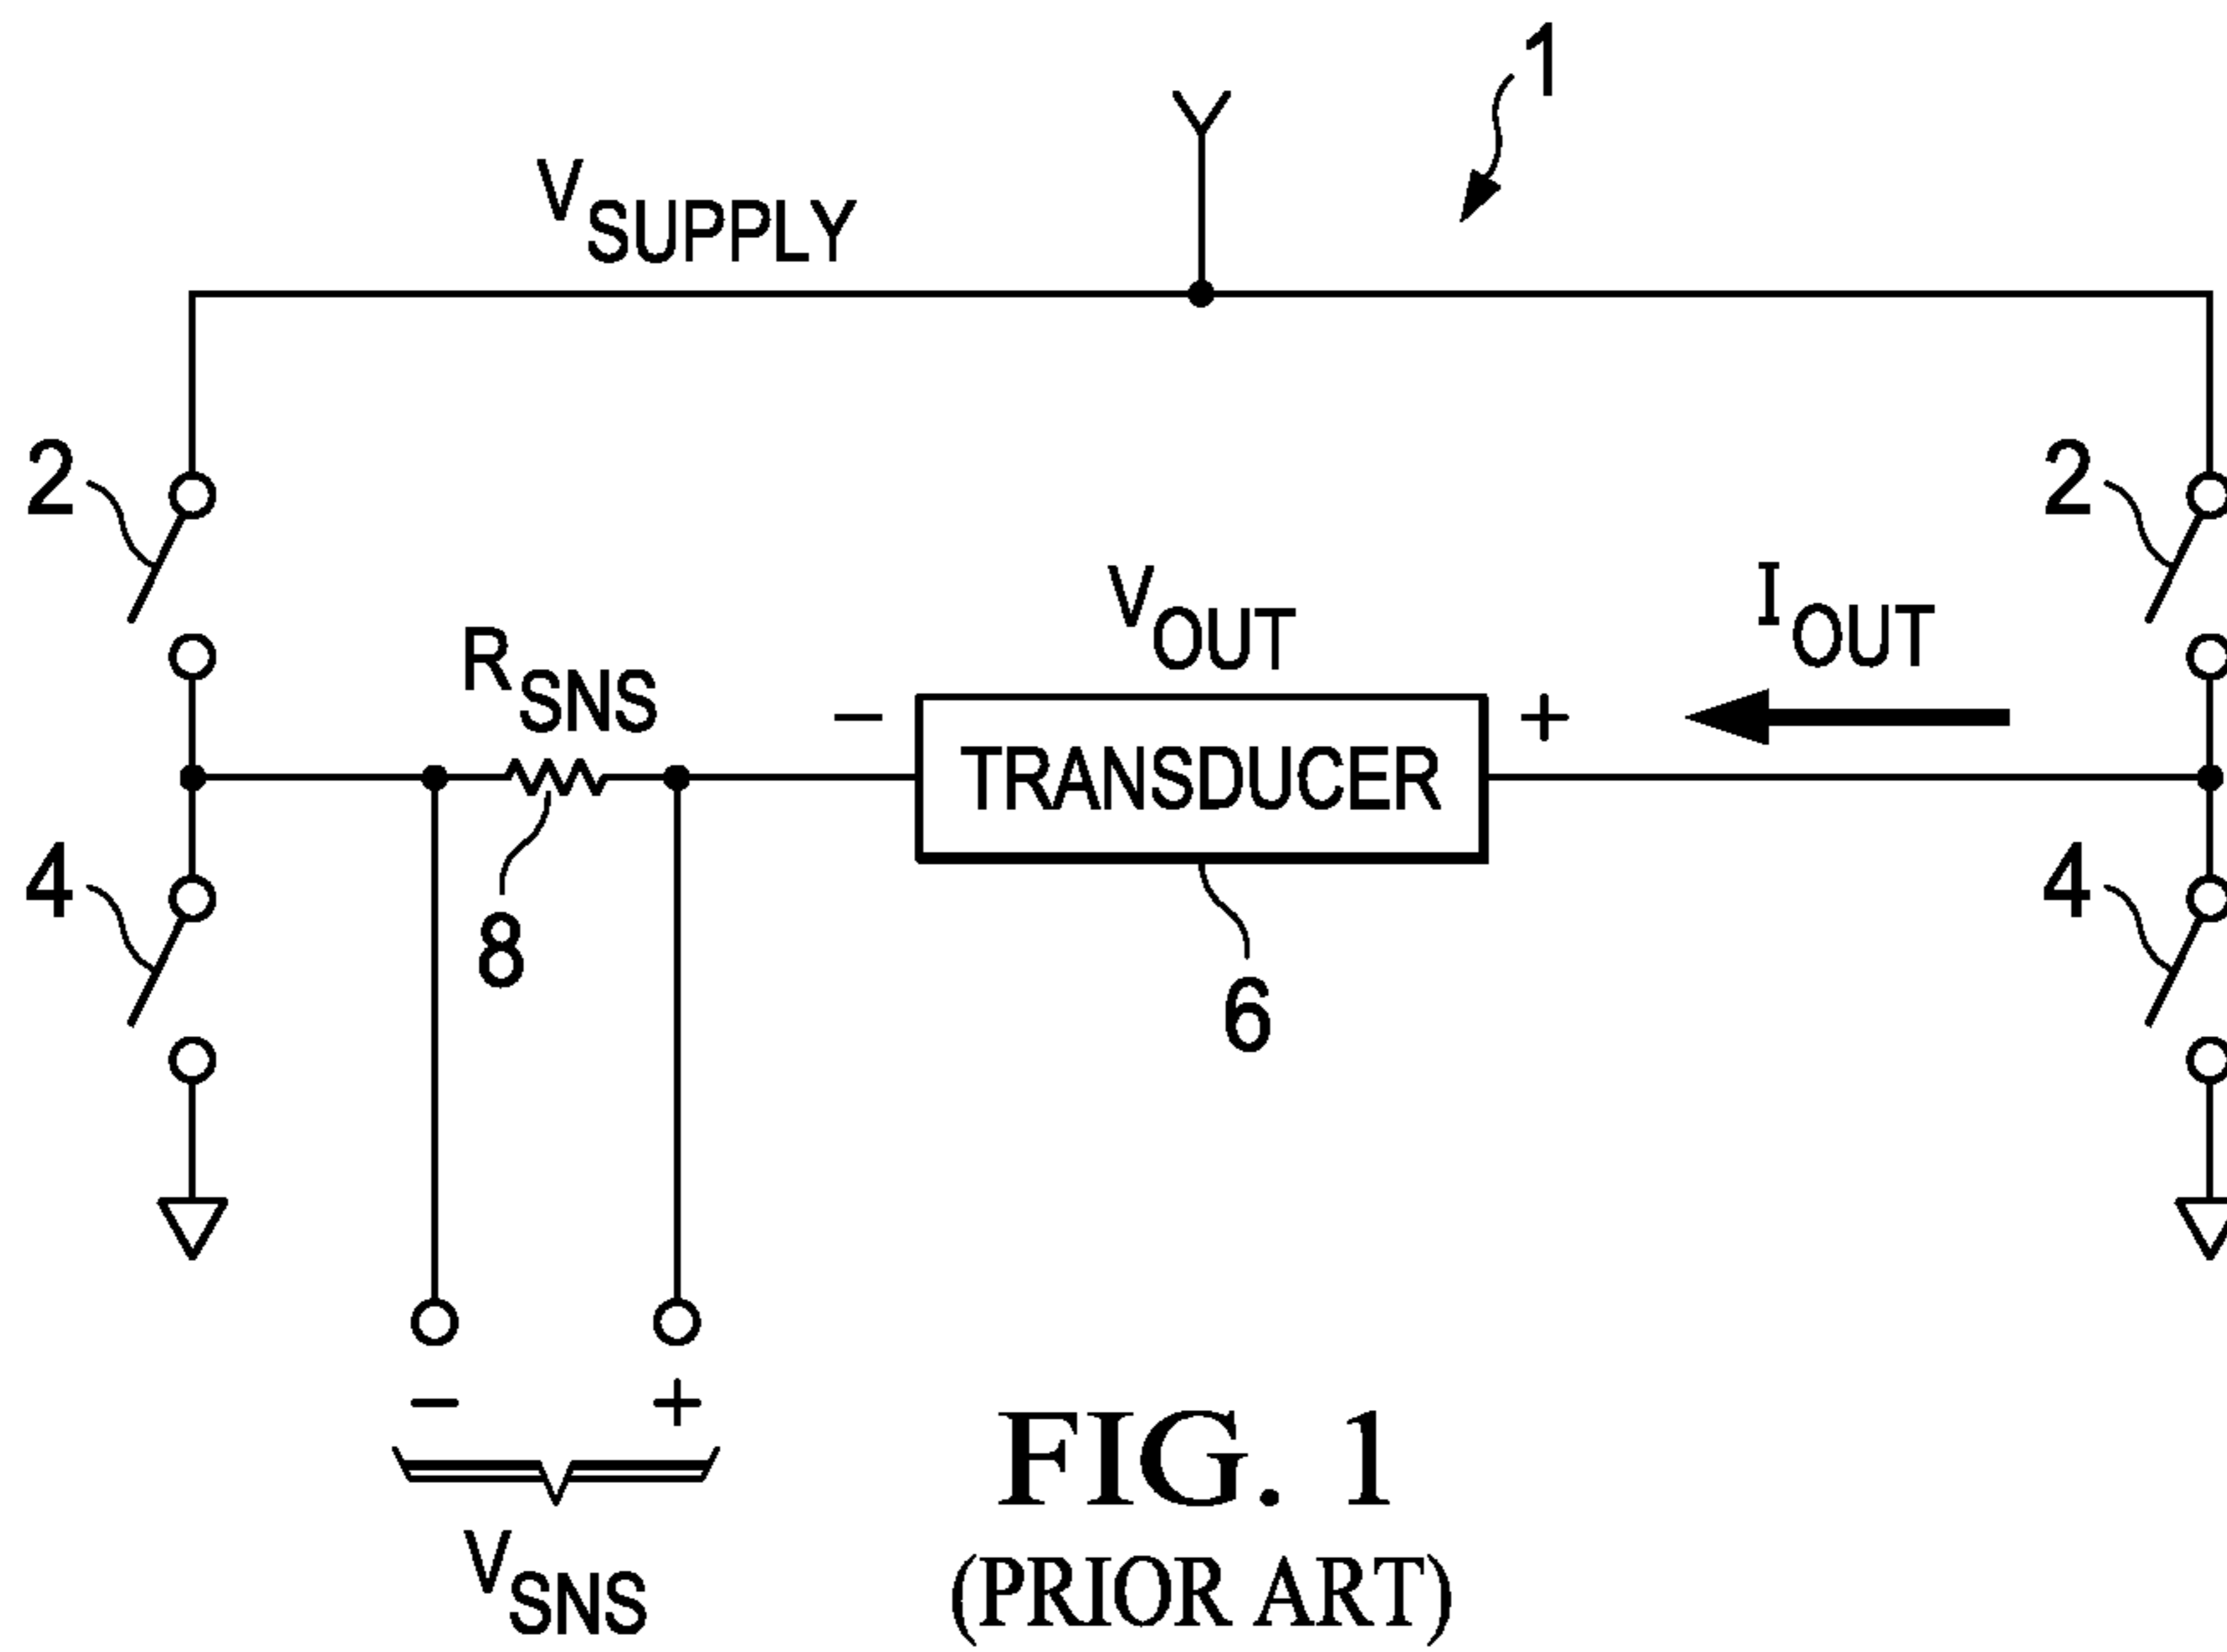 1
VSUPPLY
2
2
VOUT
IOUT
RSNS
− TRANSDUCER +
4
8
6
4
− +
VSNS
FIG. 1
(PRIOR ART)